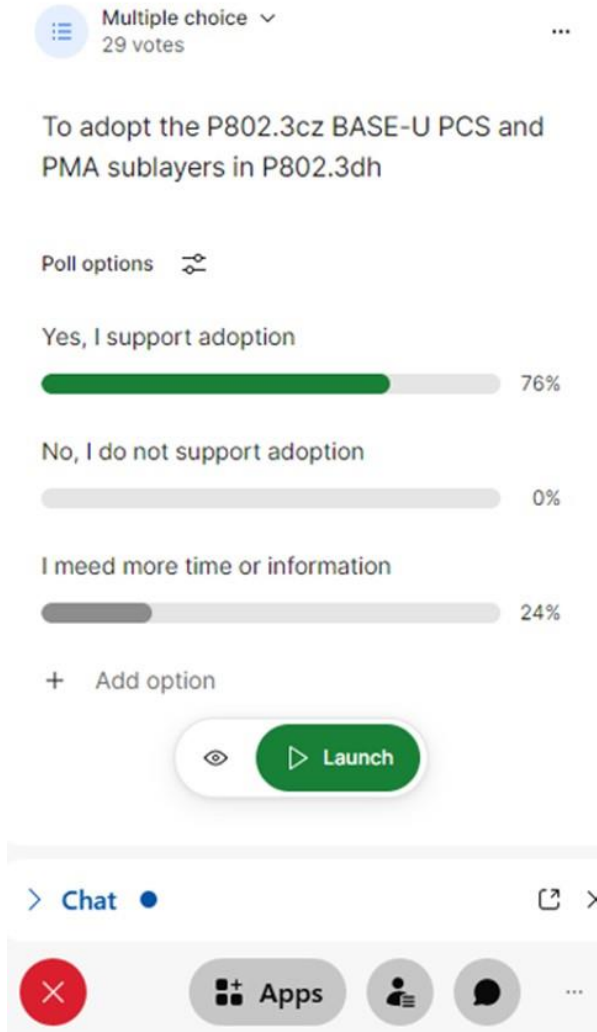 Multiple choice
29 votes
...
To adopt the P802.3cz BASE-U PCS and
PMA sublayers in P802.3dh
Poll options
Yes, I support adoption
76%
No, I do not support adoption
0%
I meed more time or information
24%
+ Add option
Launch
Chat
Apps
...